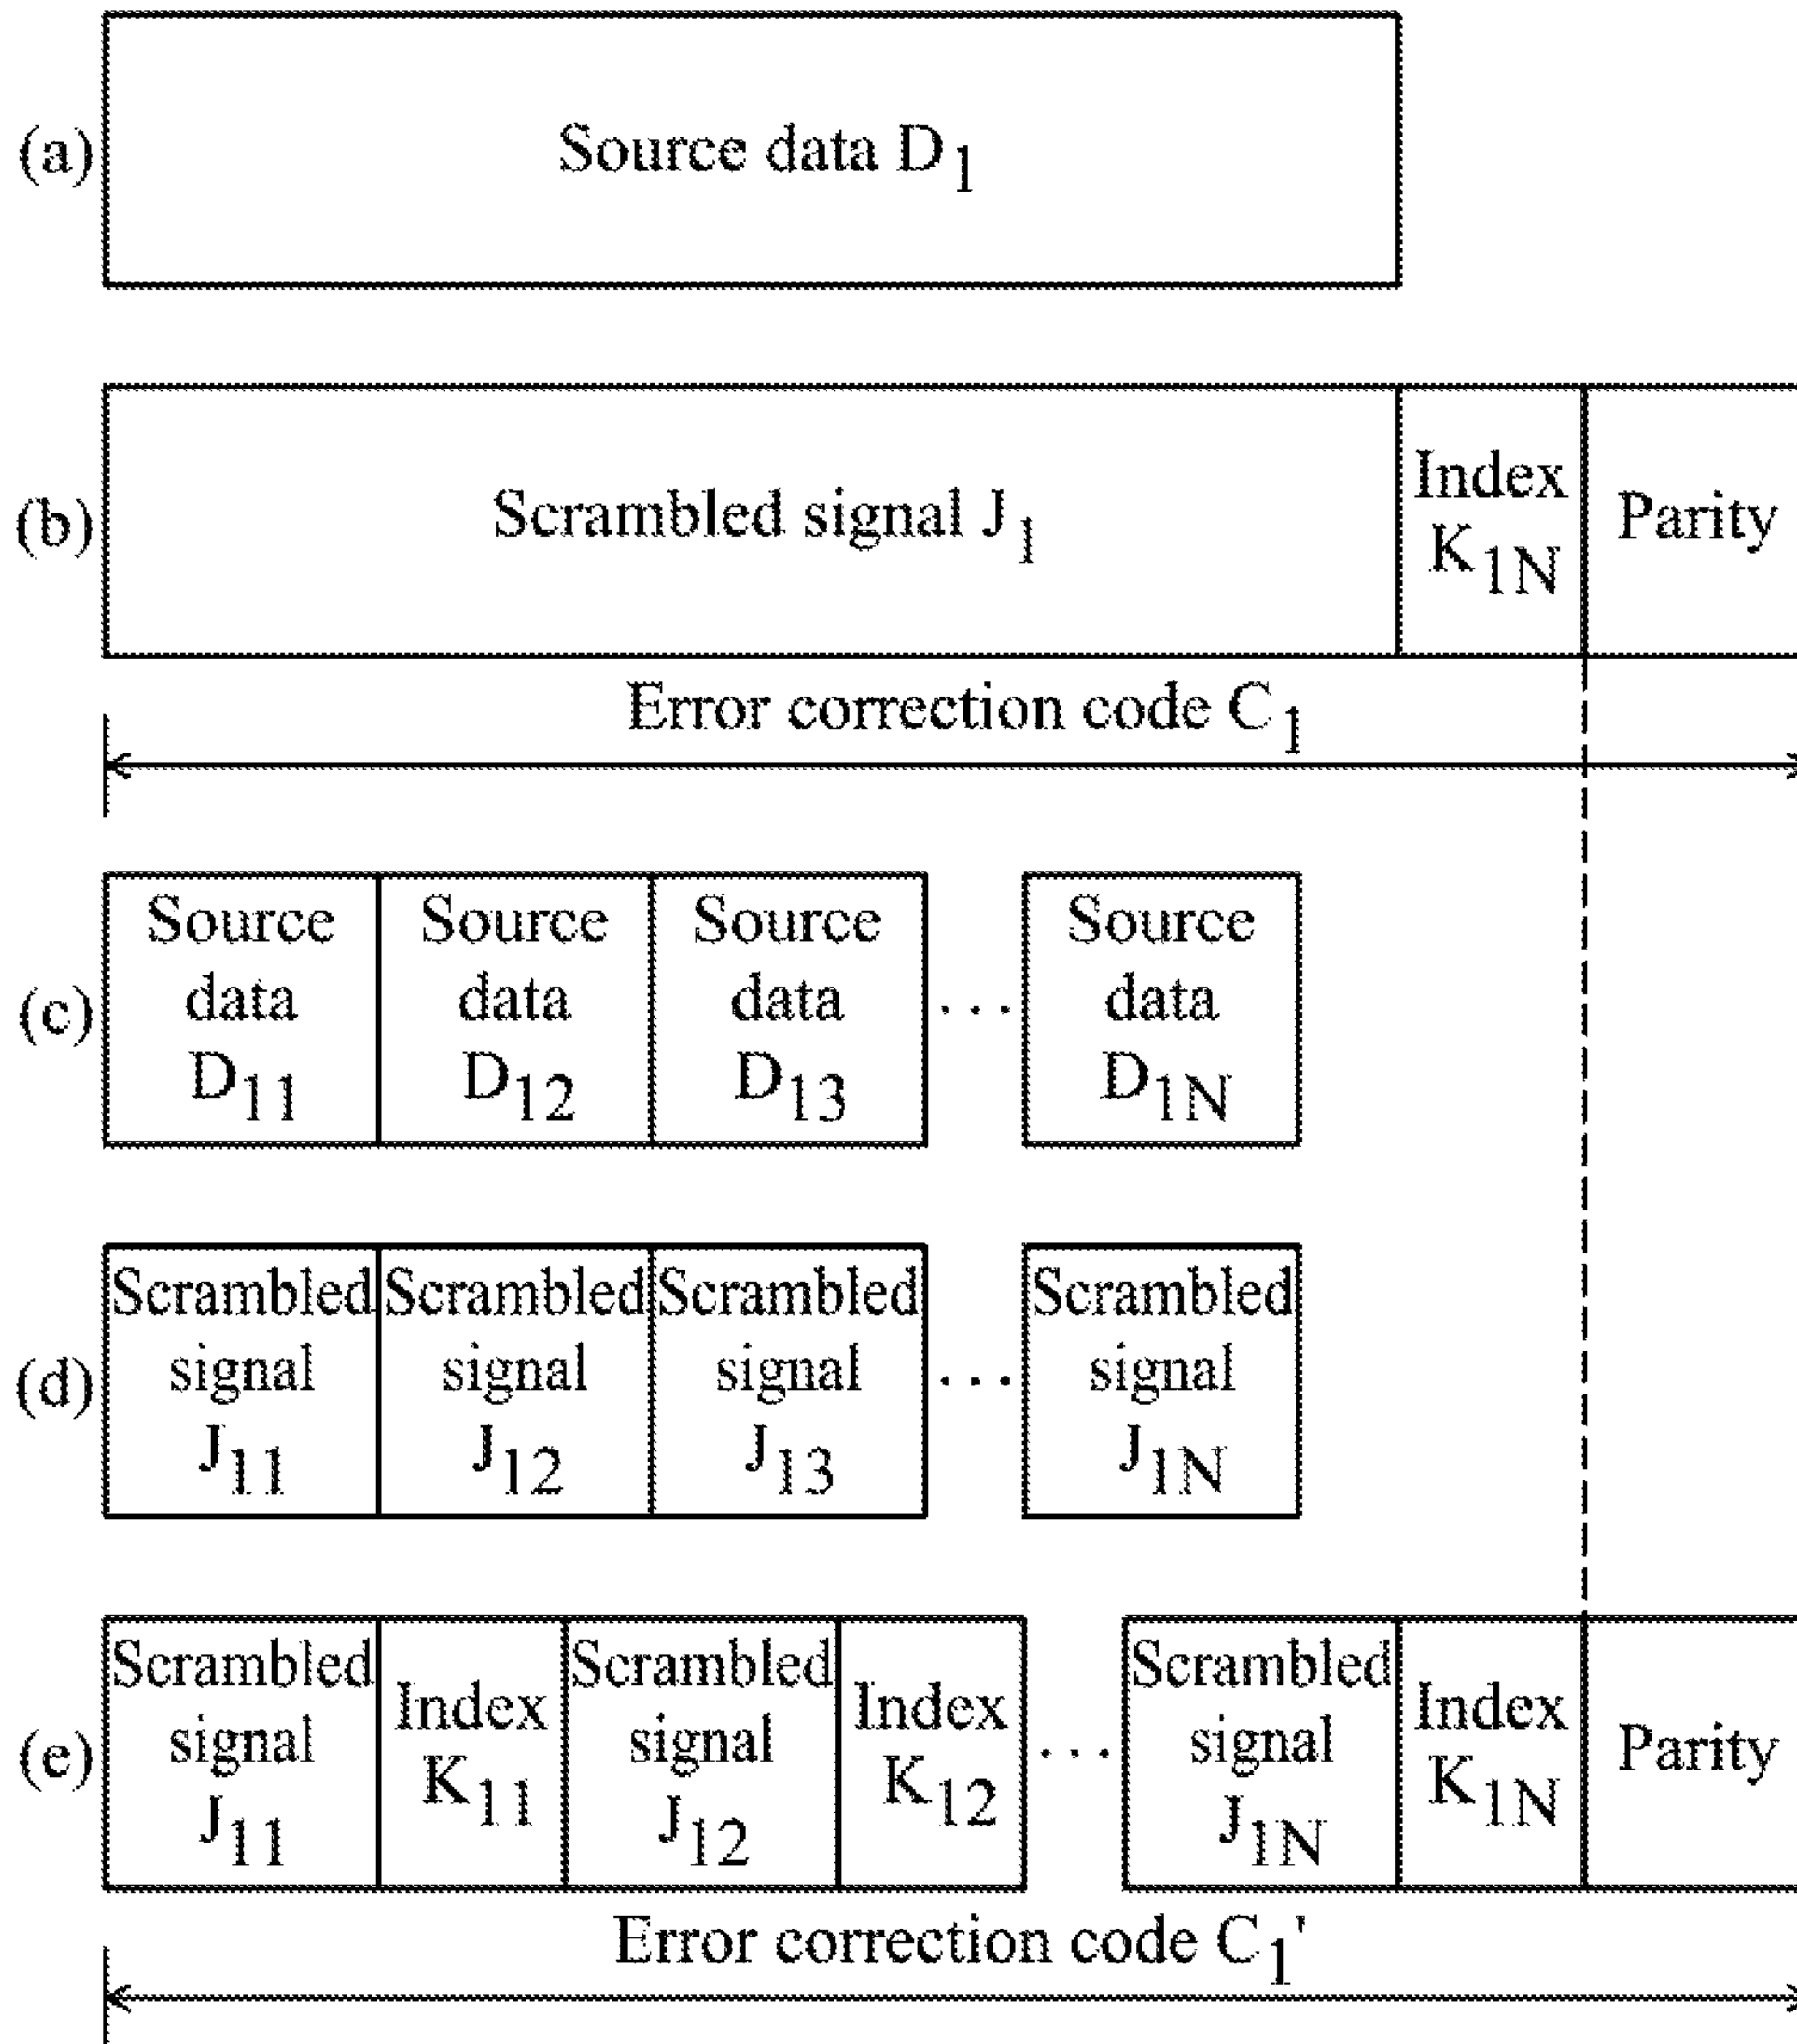 (a)
Source data D1
(b)
Scrambled signal J1
Index
K1N
Parity
Error correction code C1
(c)
Source
data
D11
Source
data
D12
Source
data
D13
...
Source
data
D1N
(d)
Scrambled
signal
J11
Scrambled
signal
J12
Scrambled
signal
J13
...
Scrambled
signal
J1N
(e)
Scrambled
signal
J11
Index
K11
Scrambled
signal
J12
Index
K12
...
Scrambled
signal
J1N
Index
K1N
Parity
Error correction code C1'